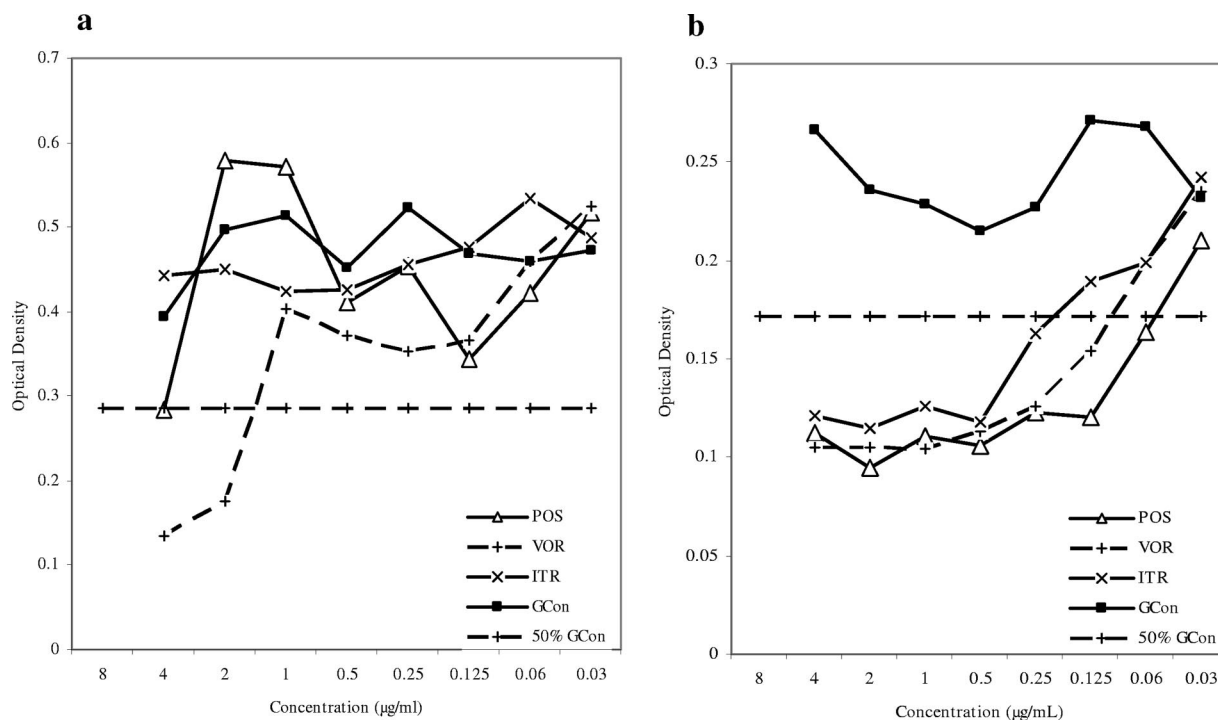 a
0.7
0.6
0.5
0.4
0.3
0.2
0.1
0
Optical Density
8 4 2 1 0.5 0.25 0.125 0.06 0.03
Concentration (µg/ml)
POS
VOR
ITR
GCon
50% GCon
b
0.3
0.25
0.2
0.15
0.1
0.05
0
Optical Density
8 4 2 1 0.5 0.25 0.125 0.06 0.03
Concentration (µg/mL)
POS
VOR
ITR
GCon
50% GCon